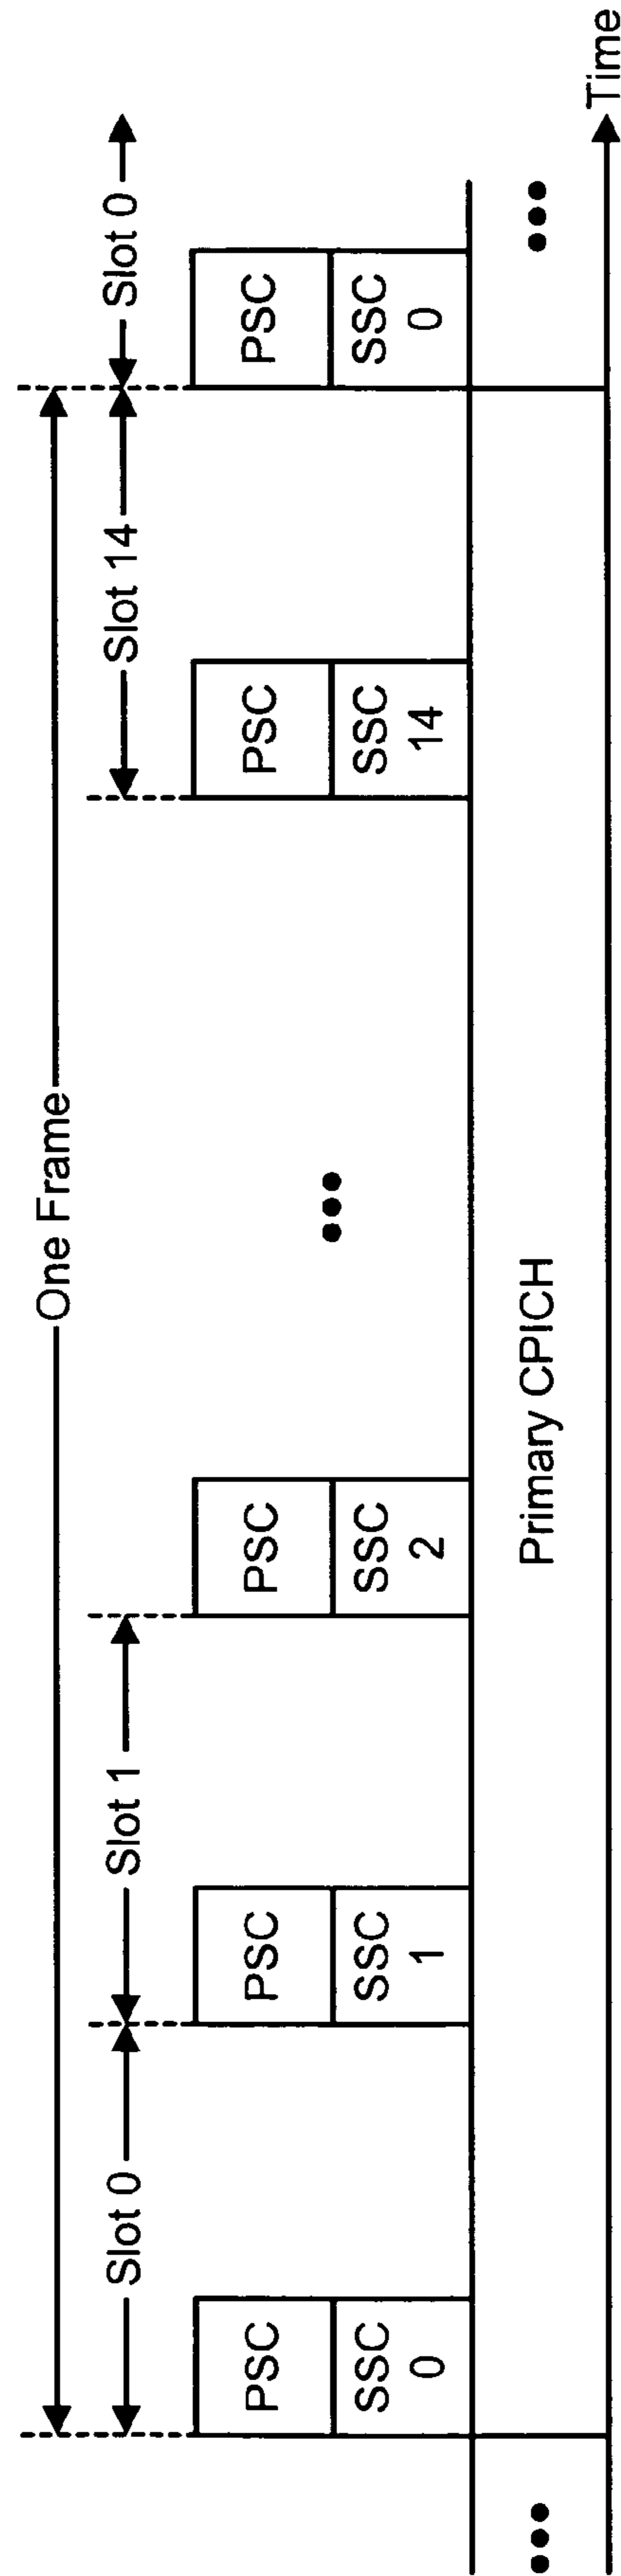 One Frame
Slot 0
Slot 1
Slot 14
Slot 0
PSC
SSC
0
PSC
SSC
1
PSC
SSC
2
•••
PSC
SSC
14
PSC
SSC
0
•••
Primary CPICH
•••
Time